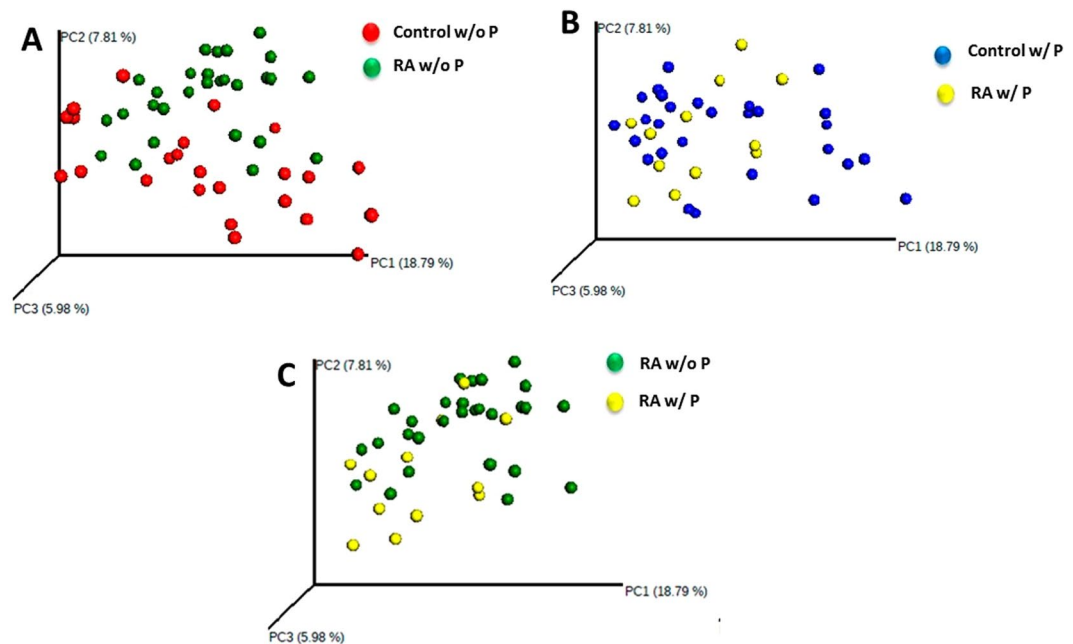 A
PC2 (7.81 %)
Control w/o P
RA w/o P
PC1 (18.79 %)
PC3 (5.98 %)
B
PC2 (7.81 %)
Control w/ P
RA w/ P
PC1 (18.79 %)
PC3 (5.98 %)
C
PC2 (7.81 %)
RA w/o P
RA w/ P
PC1 (18.79 %)
PC3 (5.98 %)